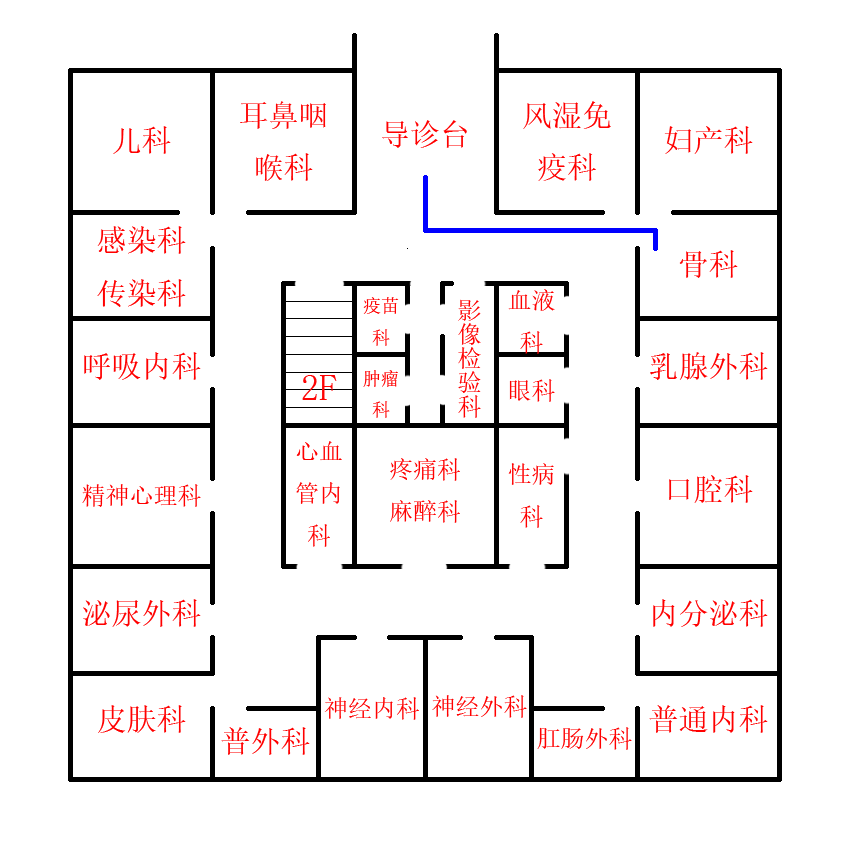 儿科
耳鼻咽
喉科
导诊台
风湿免
疫科
妇产科
感染科
传染科
骨科
疫苗
科
影像检验科
血液
科
呼吸内科
2F
肿瘤
科
眼科
乳腺外科
心血
管内
科
疼痛科
麻醉科
性病
科
精神心理科
口腔科
泌尿外科
内分泌科
皮肤科
普外科
神经内科
神经外科
肛肠外科
普通内科